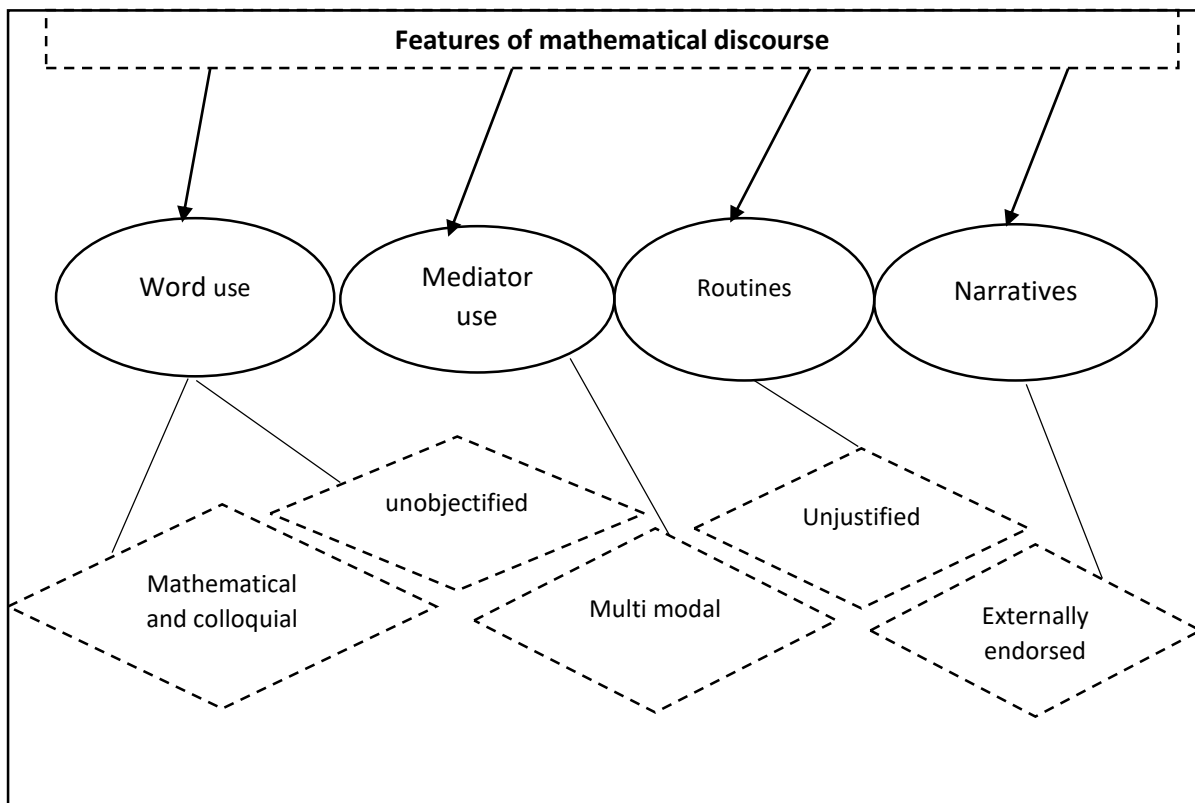 Features of mathematical discourse
Word use
Mediator
use
Routines
Narratives
unobjectified
Unjustified
Mathematical
and colloquial
Multi modal
Externally
endorsed